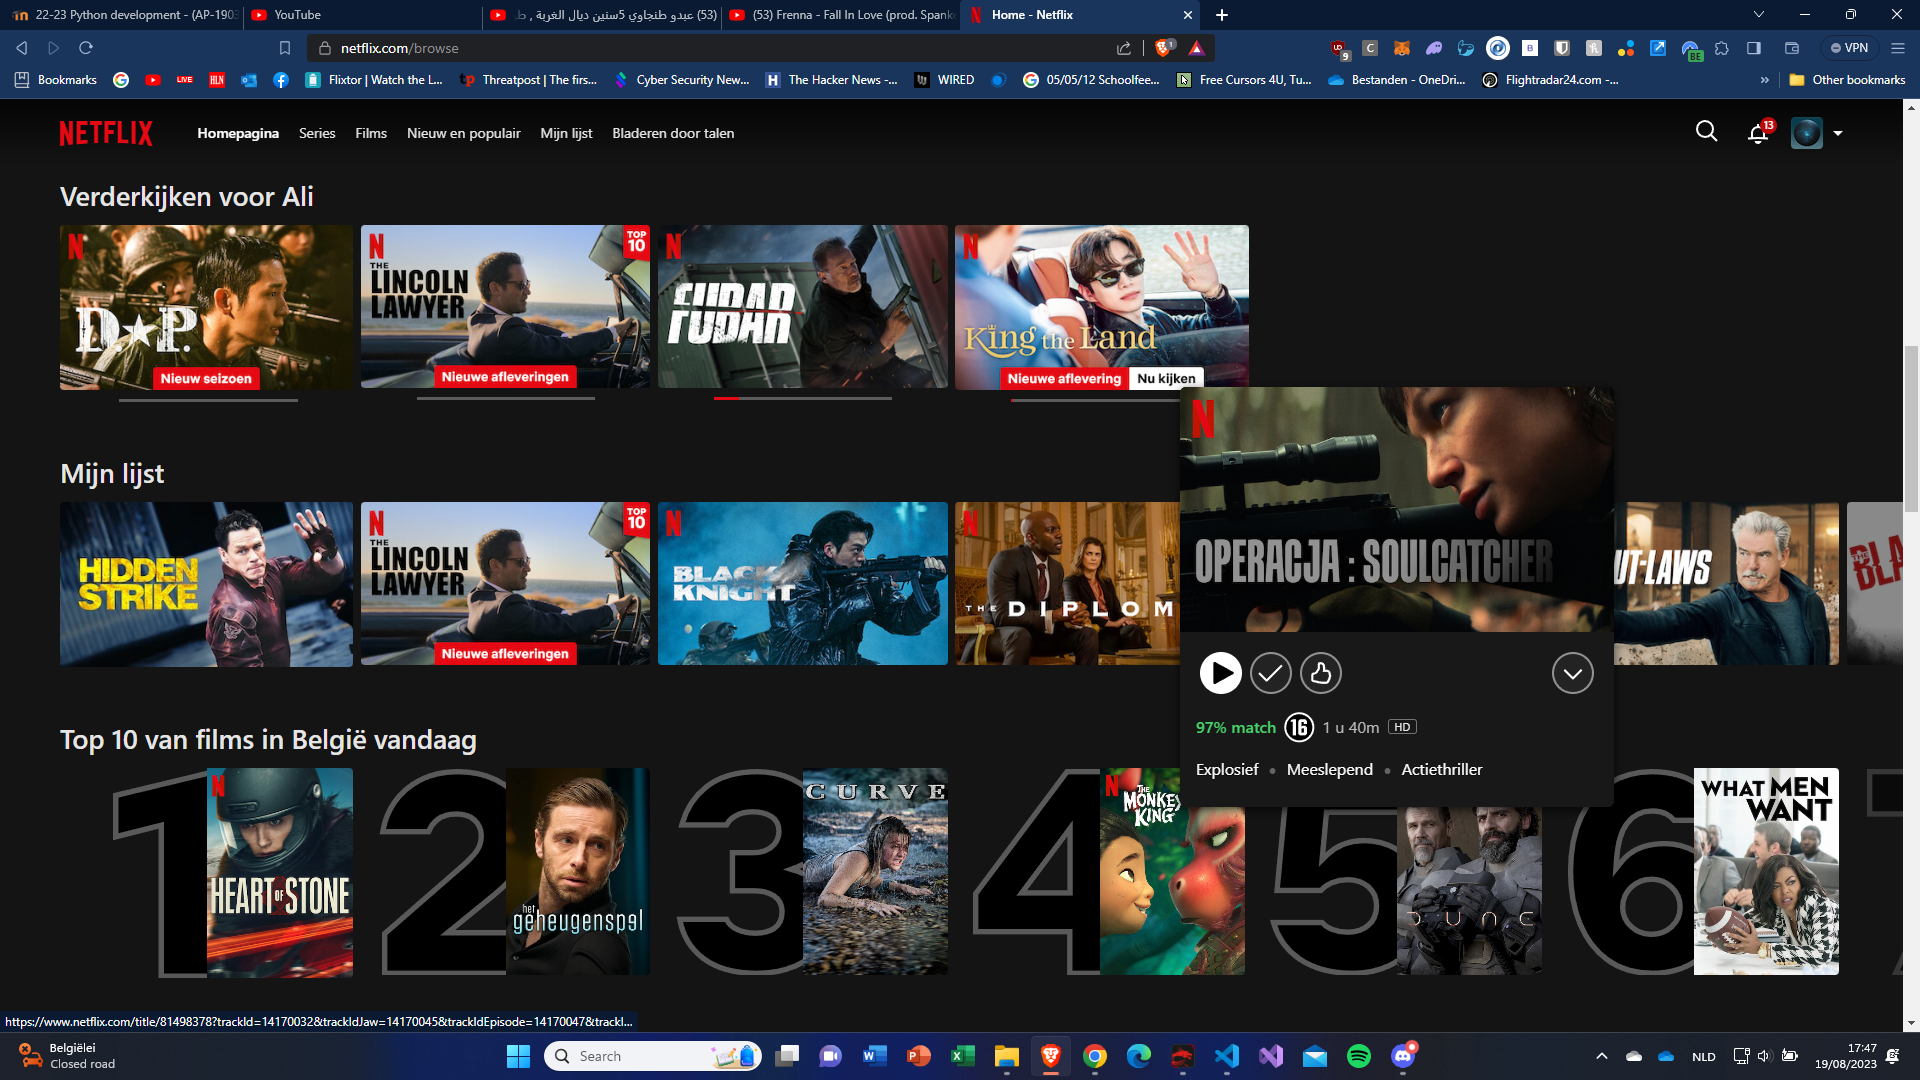 22-23 Python development - (AP-1903
YouTube
(53) عبدو طنجاوي 5سنين ديال الغربة , ط
(53) Frenna - Fall In Love (prod. Spank
Home - Netflix
netflix.com/browse
VPN
Bookmarks
LIVE
HLN
Flixtor | Watch the L...
Threatpost | The firs...
Cyber Security New...
The Hacker News -...
WIRED
05/05/12 Schoolfee...
Free Cursors 4U, Tu...
Bestanden - OneDri...
Flightradar24.com -...
Other bookmarks
NETFLIX
Homepagina
Series
Films
Nieuw en populair
Mijn lijst
Bladeren door talen
13
Verderkijken voor Ali
D.P.
Nieuw seizoen
TOP 10
THE
LINCOLN
LAWYER
Nieuwe afleveringen
FUBAR
King the Land
Nieuwe aflevering Nu kijken
Mijn lijst
HIDDEN
STRIKE
TOP 10
THE
LINCOLN
LAWYER
Nieuwe afleveringen
BLACK
KNIGHT
THE DIPLOM
OPERACJA : SOULCATCHER
UT-LAWS
THE
BLA
97% match 16 1 u 40m HD
Explosief • Meeslepend • Actiethriller
Top 10 van films in België vandaag
1
HEART OF STONE
2
het
geheugenspel
3
CURVE
4
THE
MONKEY
KING
5
DUNE
6
WHAT MEN
WANT
https://www.netflix.com/title/81498378?trackId=14170032&trackIdJaw=14170045&trackIdEpisode=14170047&trackI...
Belgiëlei
Closed road
Search
NLD
17:47
19/08/2023